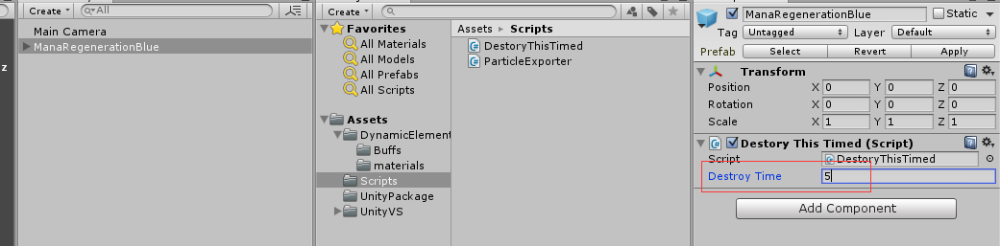 Create
All
Main Camera
ManaRegenerationBlue
z
Create
Favorites
All Materials
All Models
All Prefabs
All Scripts
Assets
DynamicElement
Buffs
materials
Scripts
UnityPackage
UnityVS
Assets Scripts
DestoryThisTimed
ParticleExporter
ManaRegenerationBlue Static
Tag Untagged Layer Default
Prefab Select Revert Apply
Transform
Position X 0 Y 0 Z 0
Rotation X 0 Y 0 Z 0
Scale X 1 Y 1 Z 1
Destory This Timed (Script)
Script DestoryThisTimed
Destroy Time 5
Add Component